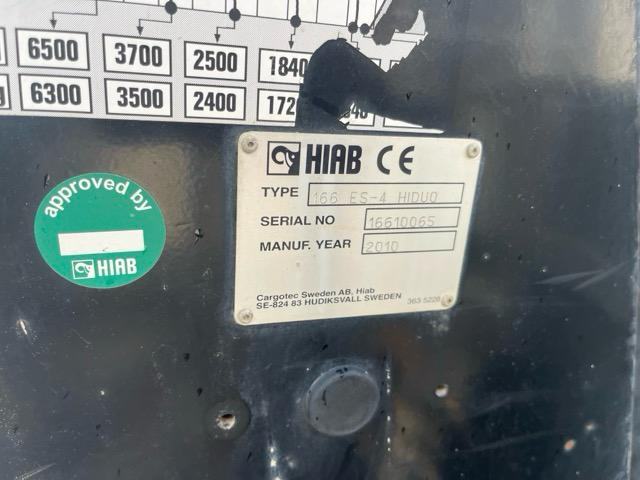 6500 3700 2500 1840
6300 3500 2400
approved by
HIAB
HIAB CE
TYPE 166 ES-4 HIDUO
SERIAL NO 16610065
MANUF. YEAR 2010
Cargotec Sweden AB, Hiab
SE-824 83 HUDIKSVALL SWEDEN 363 5228